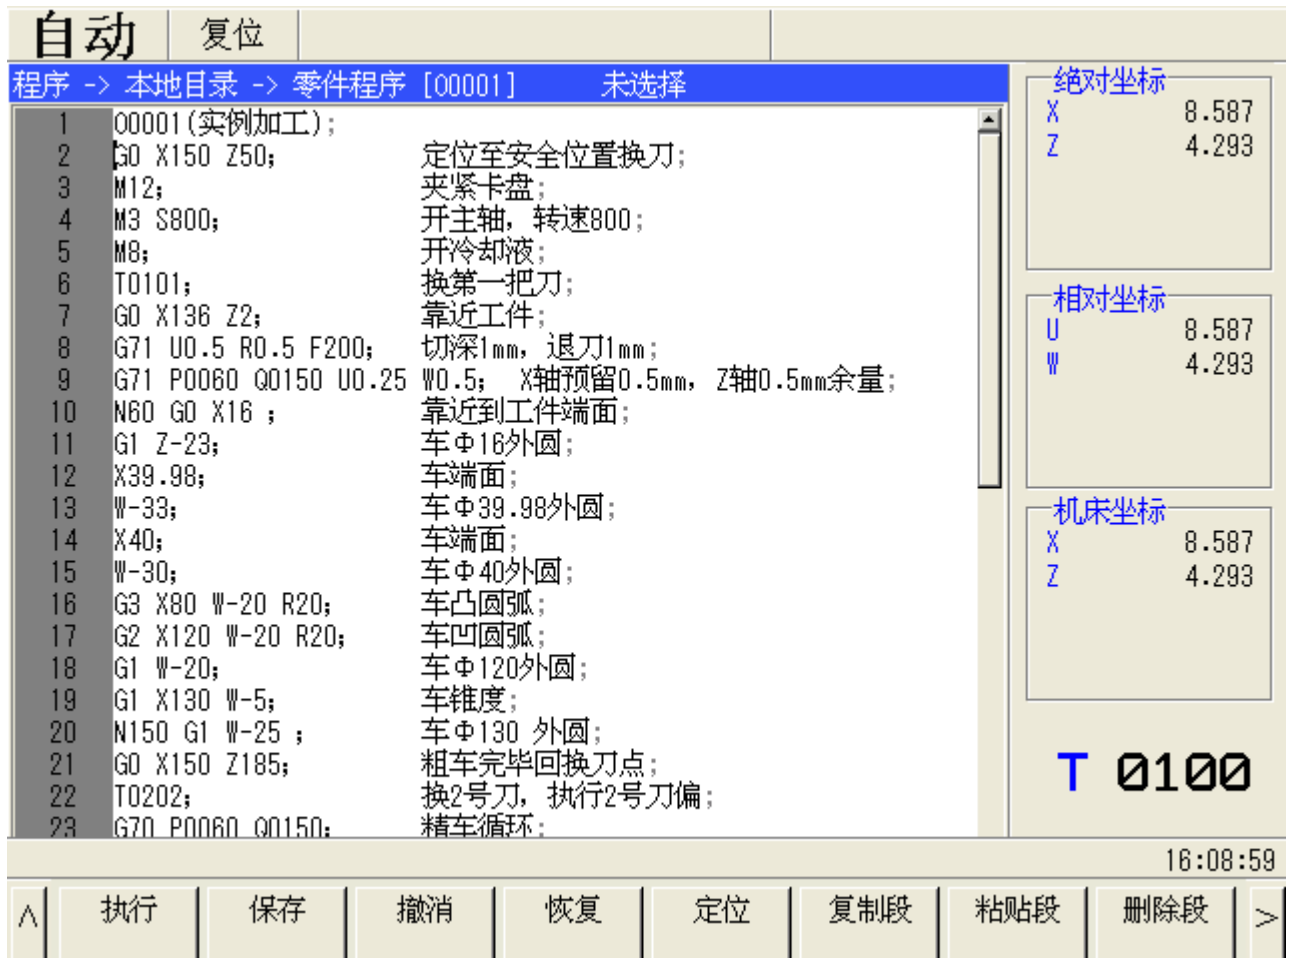 自动 复位
程序 -> 本地目录 -> 零件程序 [O0001] 未选择
1 O0001(实例加工);
2 G0 X150 Z50; 定位至安全位置换刀;
3 M12; 夹紧卡盘;
4 M3 S800; 开主轴, 转速800;
5 M8; 开冷却液;
6 T0101; 换第一把刀;
7 G0 X136 Z2; 靠近工件;
8 G71 U0.5 R0.5 F200; 切深1mm, 退刀1mm;
9 G71 P0060 Q0150 U0.25 W0.5; X轴预留0.5mm, Z轴0.5mm余量;
10 N60 G0 X16 ; 靠近到工件端面;
11 G1 Z-23; 车Φ16外圆;
12 X39.98; 车端面;
13 W-33; 车Φ39.98外圆;
14 X40; 车端面;
15 W-30; 车Φ40外圆;
16 G3 X80 W-20 R20; 车凸圆弧;
17 G2 X120 W-20 R20; 车凹圆弧;
18 G1 W-20; 车Φ120外圆;
19 G1 X130 W-5; 车锥度;
20 N150 G1 W-25 ; 车Φ130 外圆;
21 G0 X150 Z185; 粗车完毕回换刀点;
22 T0202; 换2号刀, 执行2号刀偏;
23 G70 P0060 Q0150; 精车循环;
绝对坐标
X 8.587
Z 4.293
相对坐标
U 8.587
W 4.293
机床坐标
X 8.587
Z 4.293
T 0100
16:08:59
^ 执行 保存 撤消 恢复 定位 复制段 粘贴段 删除段 >